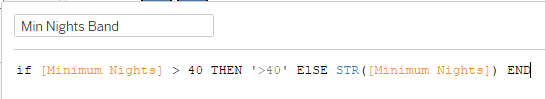 Min Nights Band
if [Minimum Nights] > 40 THEN '>40' ElSE STR([Minimum Nights]) END